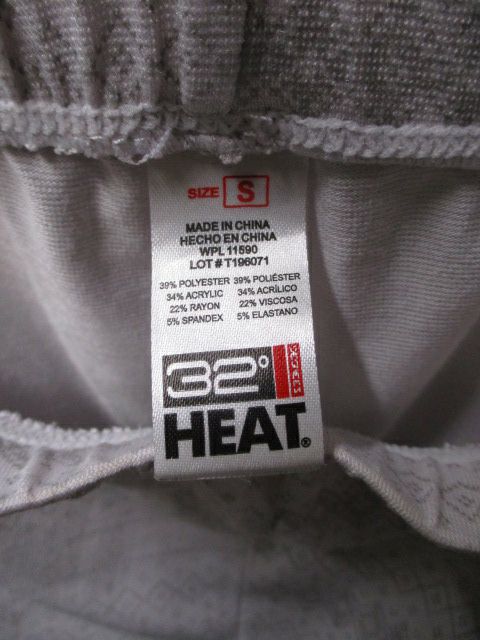 SIZE S
MADE IN CHINA
HECHO EN CHINA
WPL 11590
LOT # T196071
39% POLYESTER 39% POLIÉSTER
34% ACRYLIC 34% ACRÍLICO
22% RAYON 22% VISCOSA
5% SPANDEX 5% ELASTANO
32° DEGREES
HEAT®